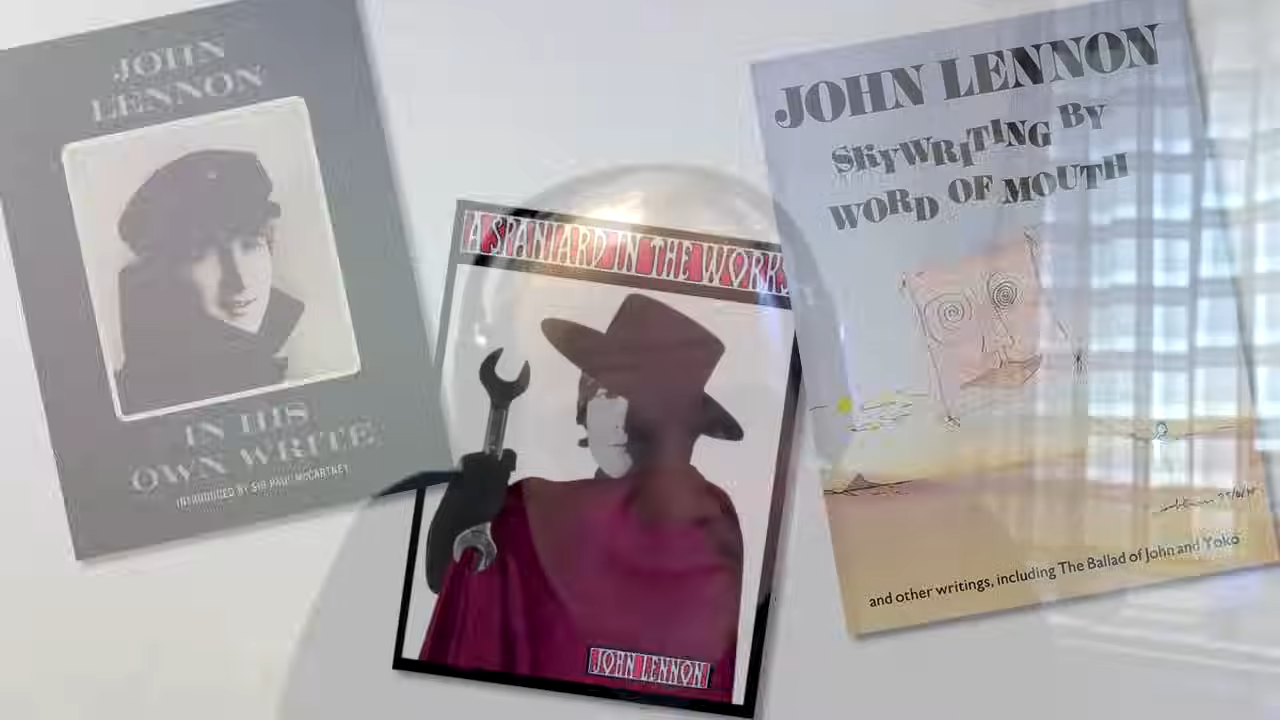 JOHN
LENNON
IN HIS
OWN WRITE
INTRODUCED BY SIR PAUL McCARTNEY
A SPANIARD IN THE WORKS
JOHN LENNON
JOHN LENNON
SKYWRITING BY
WORD OF MOUTH
and other writings, including The Ballad of John and Yoko